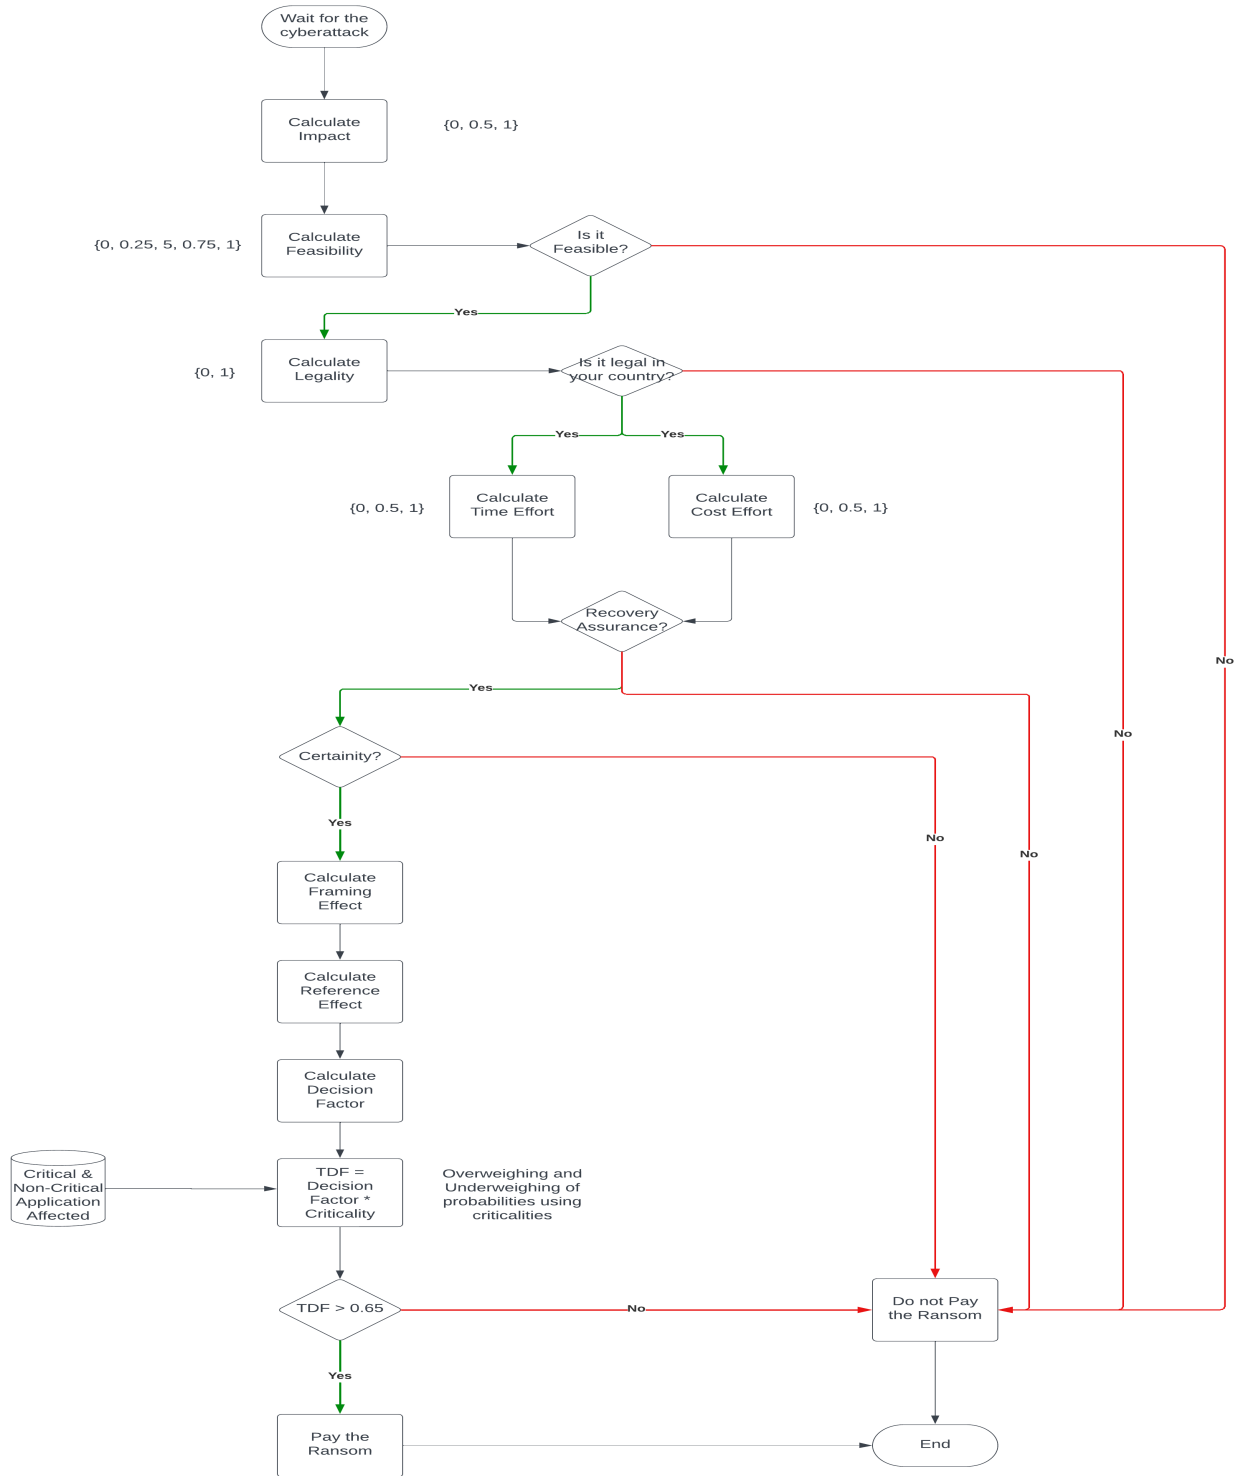 Wait for the
cyberattack
Calculate
Impact
{0, 0.5, 1}
{0, 0.25, 5, 0.75, 1}
Calculate
Feasibility
Is it
Feasible?
Yes
{0, 1}
Calculate
Legality
Is it legal in
your country?
Yes
Yes
{0, 0.5, 1}
Calculate
Time Effort
Calculate
Cost Effort
{0, 0.5, 1}
Recovery
Assurance?
No
Yes
No
Certainity?
Yes
No
No
Calculate
Framing
Effect
Calculate
Reference
Effect
Calculate
Decision
Factor
Critical &
Non-Critical
Application
Affected
TDF =
Decision
Factor *
Criticality
Overweighing and
Underweighing of
probabilities using
criticalities
TDF > 0.65
No
Do not Pay
the Ransom
Yes
Pay the
Ransom
End